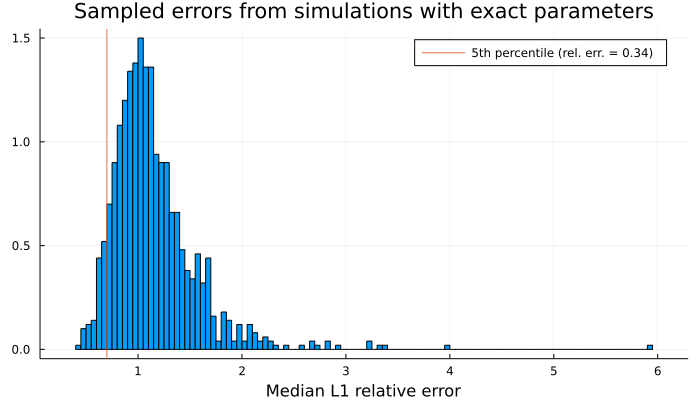 Sampled errors from simulations with exact parameters
5th percentile (rel. err. = 0.34)
1.5
1.0
0.5
0.0
1 2 3 4 5 6
Median L1 relative error